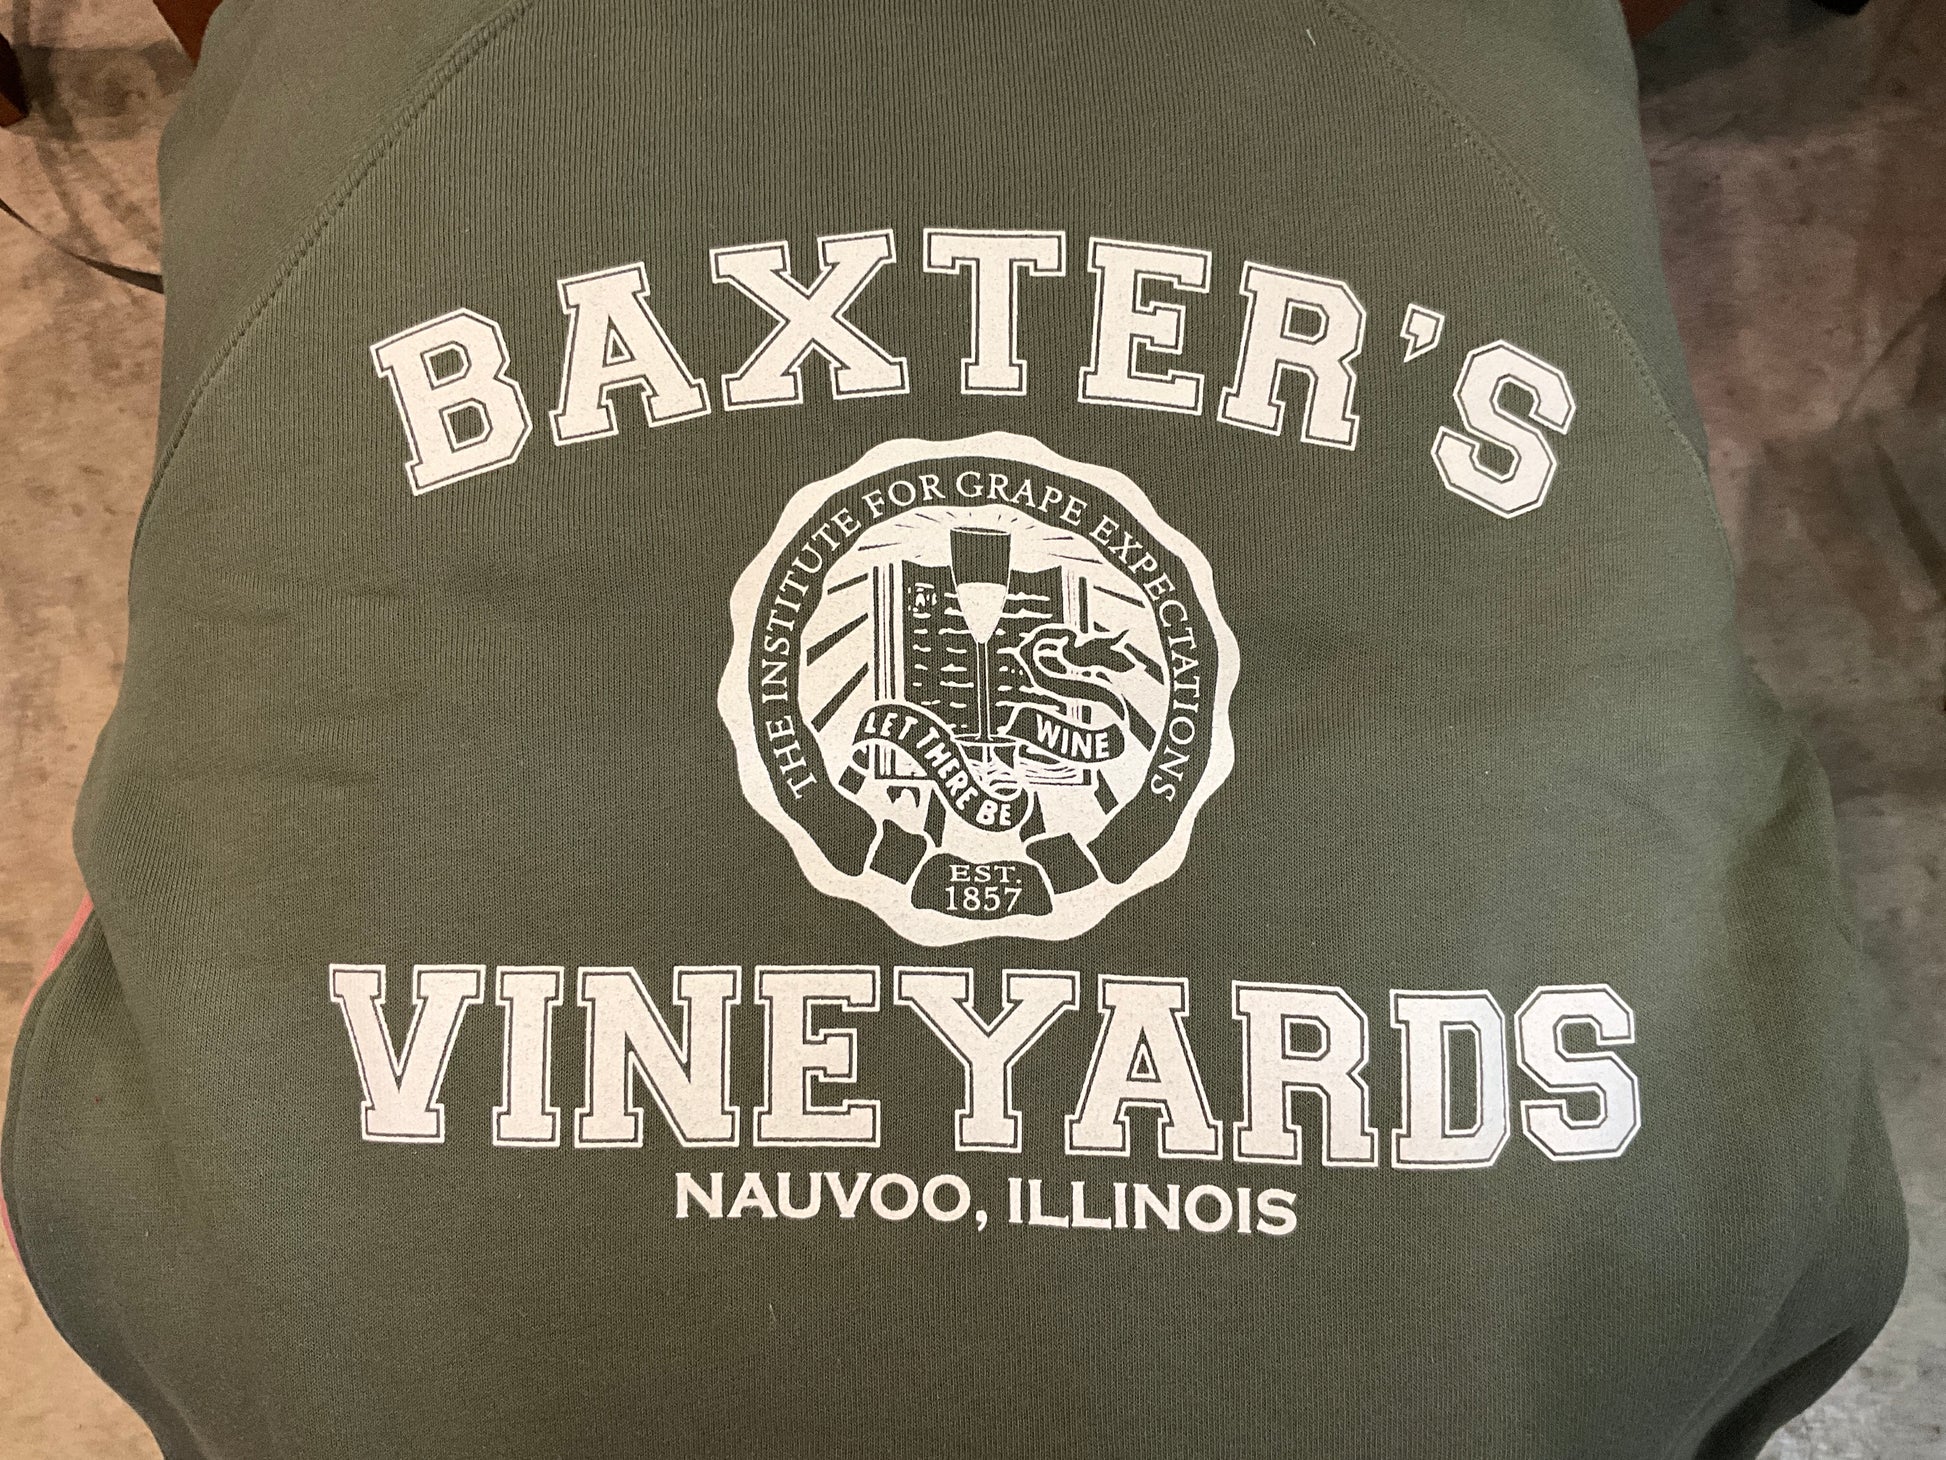 BAXTER'S
THE INSTITUTE FOR GRAPE EXPECTATIONS
LET THERE BE
WINE
EST.
1857
VINEYARDS
NAUVOO, ILLINOIS